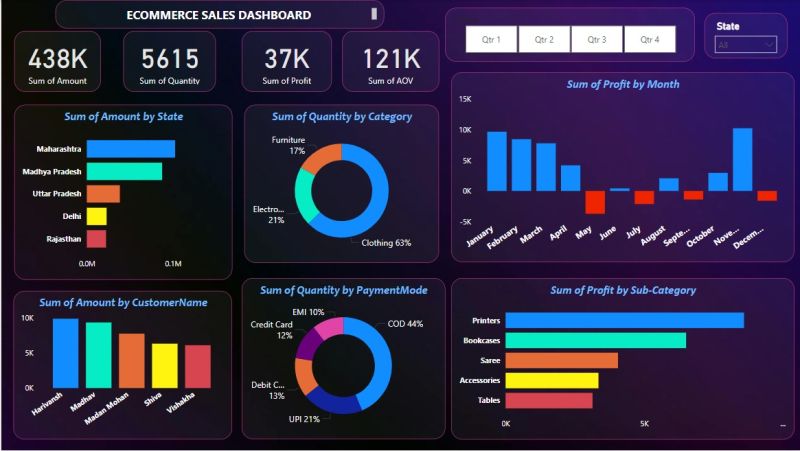 ECOMMERCE SALES DASHBOARD
Qtr 1
Qtr 2
Qtr 3
Qtr 4
State
All
438K
Sum of Amount
5615
Sum of Quantity
37K
Sum of Profit
121K
Sum of AOV
Sum of Amount by State
Maharashtra
Madhya Pradesh
Uttar Pradesh
Delhi
Rajasthan
0.0M
0.1M
Sum of Quantity by Category
Furniture
17%
Electro...
21%
Clothing 63%
Sum of Profit by Month
15K
10K
5K
0K
-5K
January
February
March
April
May
June
July
August
Septe...
October
Nove...
Decem...
Sum of Amount by CustomerName
10K
5K
0K
Harivansh
Madhav
Madan Mohan
Shiva
Vishakha
Sum of Quantity by PaymentMode
EMI 10%
Credit Card
12%
Debit C...
13%
UPI 21%
COD 44%
Sum of Profit by Sub-Category
Printers
Bookcases
Saree
Accessories
Tables
0K
5K
...